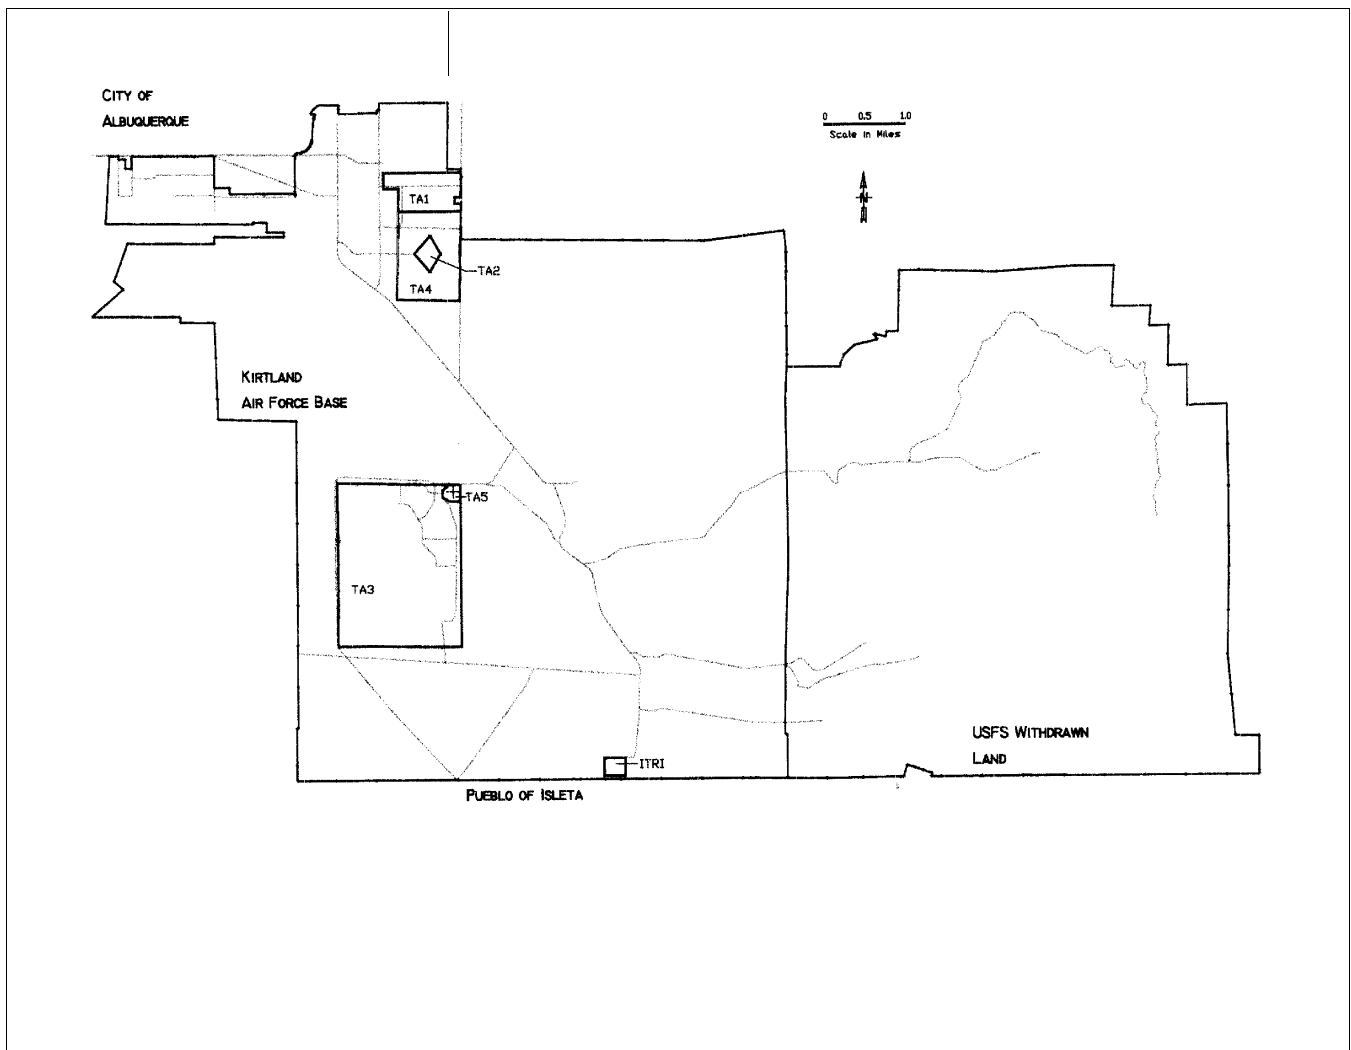 CITY OF
ALBUQUERQUE
0 0.5 1.0
Scale in Miles
N
TA1
TA2
TA4
KIRTLAND
AIR FORCE BASE
TA5
TA3
USFS WITHDRAWN
LAND
ITRI
PUEBLO OF ISLETA